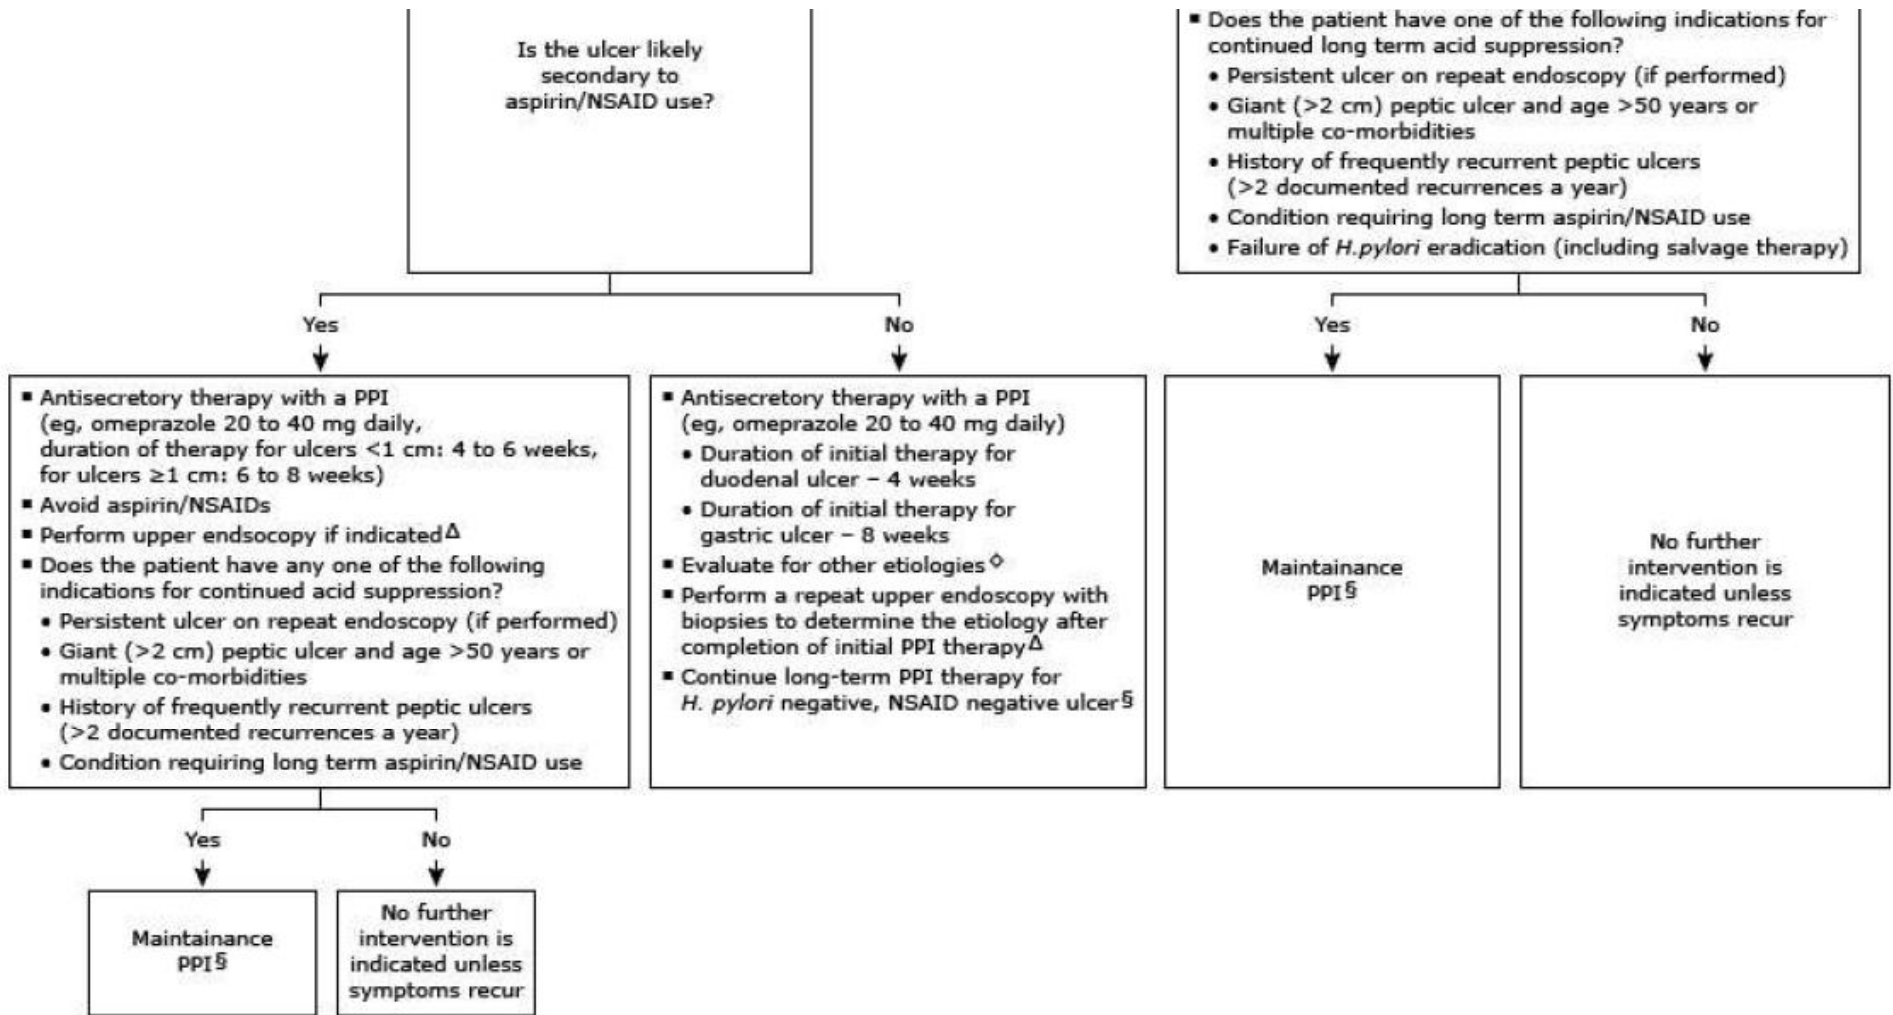 Is the ulcer likely
secondary to
aspirin/NSAID use?
▪ Does the patient have one of the following indications for
continued long term acid suppression?
• Persistent ulcer on repeat endoscopy (if performed)
• Giant (>2 cm) peptic ulcer and age >50 years or
multiple co-morbidities
• History of frequently recurrent peptic ulcers
(>2 documented recurrences a year)
• Condition requiring long term aspirin/NSAID use
• Failure of H.pylori eradication (including salvage therapy)
Yes
No
Yes
No
▪ Antisecretory therapy with a PPI
(eg, omeprazole 20 to 40 mg daily,
duration of therapy for ulcers <1 cm: 4 to 6 weeks,
for ulcers ≥1 cm: 6 to 8 weeks)
▪ Avoid aspirin/NSAIDs
▪ Perform upper endsocopy if indicatedΔ
▪ Does the patient have any one of the following
indications for continued acid suppression?
• Persistent ulcer on repeat endoscopy (if performed)
• Giant (>2 cm) peptic ulcer and age >50 years or
multiple co-morbidities
• History of frequently recurrent peptic ulcers
(>2 documented recurrences a year)
• Condition requiring long term aspirin/NSAID use
▪ Antisecretory therapy with a PPI
(eg, omeprazole 20 to 40 mg daily)
• Duration of initial therapy for
duodenal ulcer – 4 weeks
• Duration of initial therapy for
gastric ulcer – 8 weeks
▪ Evaluate for other etiologies◇
▪ Perform a repeat upper endoscopy with
biopsies to determine the etiology after
completion of initial PPI therapyΔ
▪ Continue long-term PPI therapy for
H. pylori negative, NSAID negative ulcer§
Maintainance
PPI§
No further
intervention is
indicated unless
symptoms recur
Yes
No
Maintainance
PPI§
No further
intervention is
indicated unless
symptoms recur